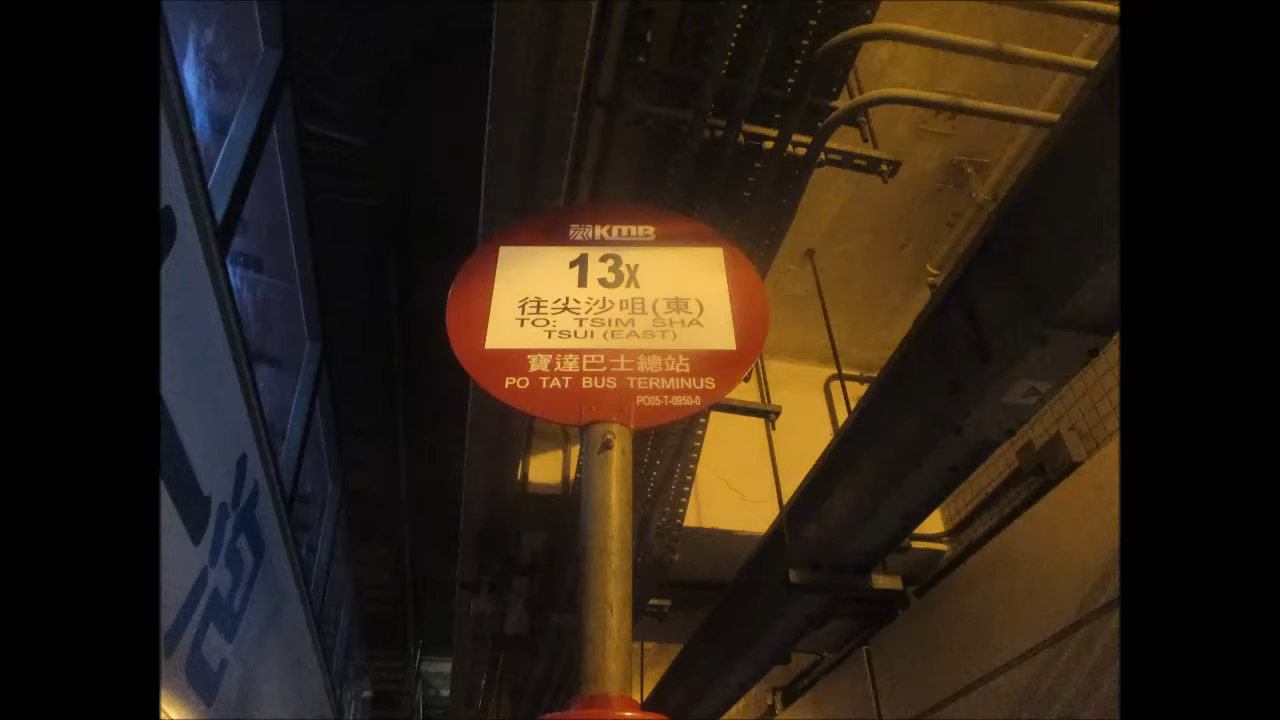 KMB
13X
往尖沙咀(東)
TO: TSIM SHA
TSUI (EAST)
寶達巴士總站
PO TAT BUS TERMINUS
PO05-T-0950-0